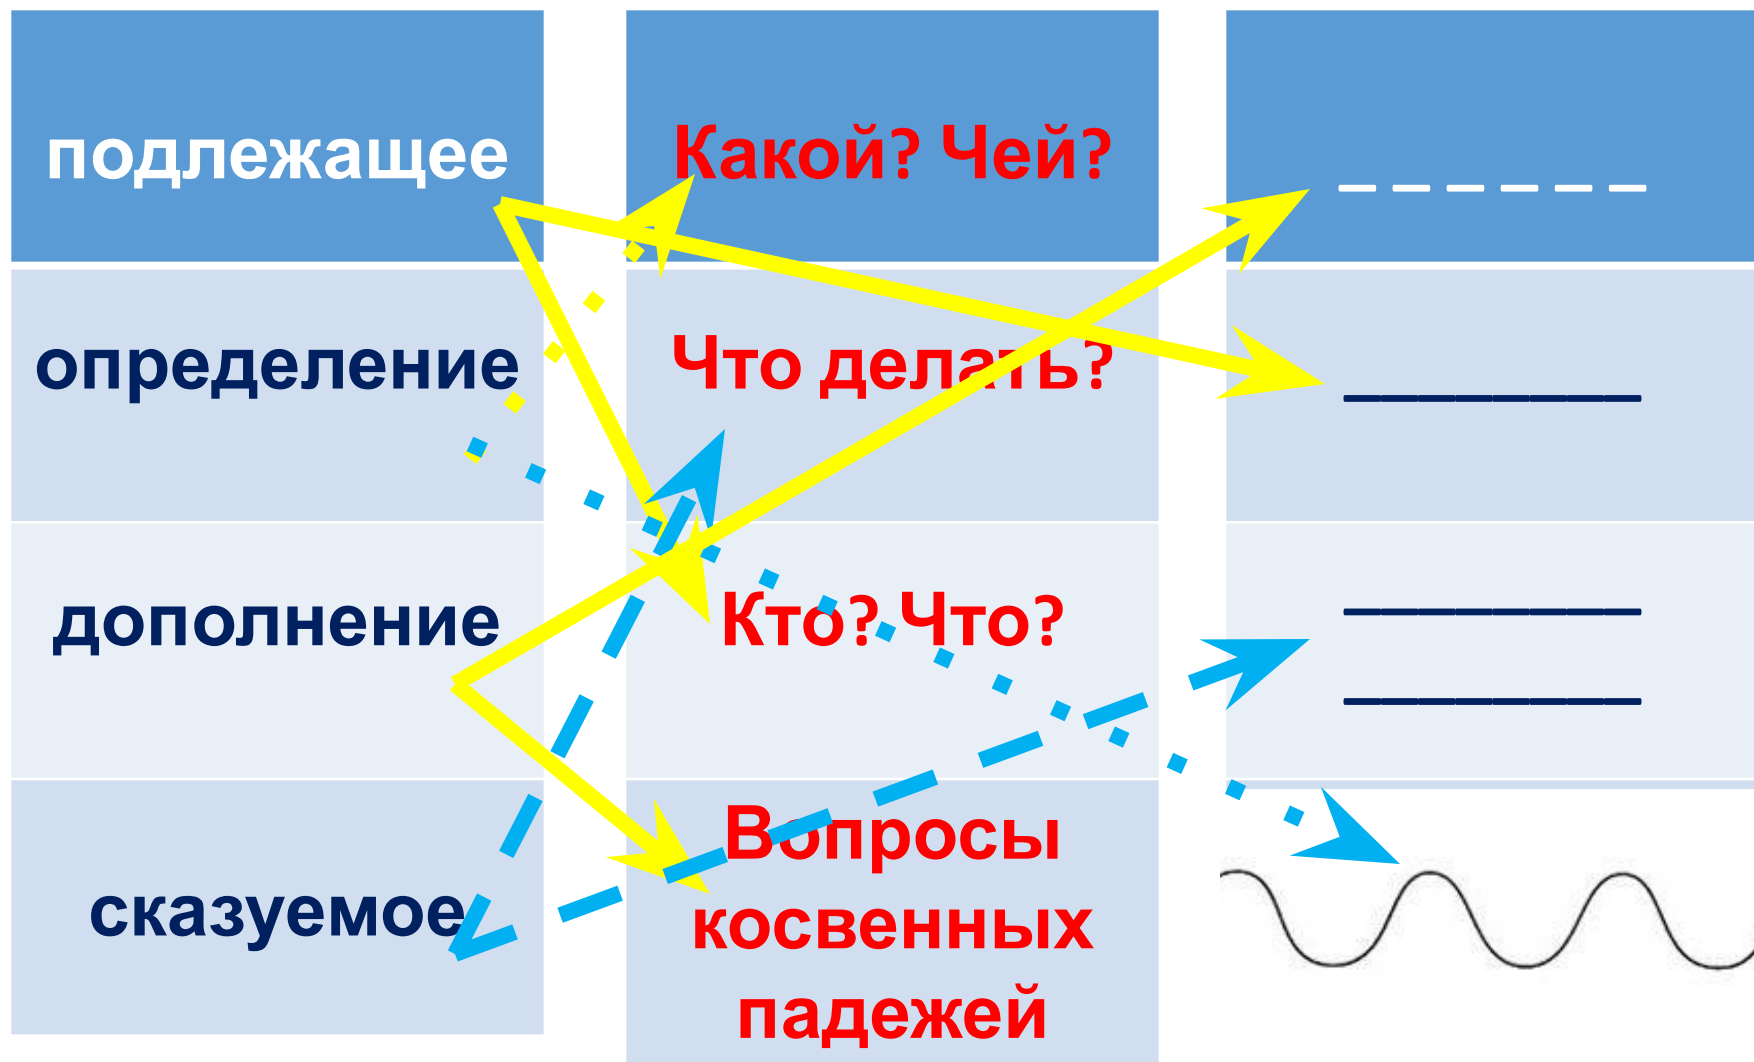 подлежащее
Какой? Чей?
определение
Что делать?
дополнение
Кто? Что?
сказуемое
Вопросы
косвенных
падежей